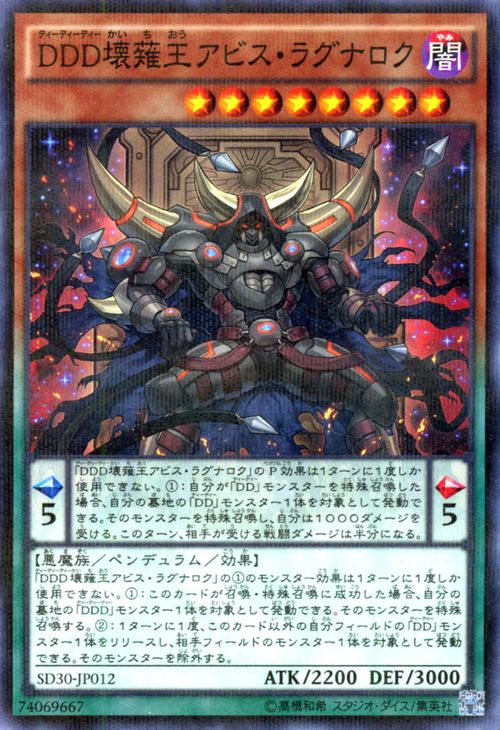 DDD壊薙王アビス・ラグナロク
闇
「DDD壊薙王アビス・ラグナロク」のP効果は1ターンに1度しか
使用できない。①：自分が「DD」モンスターを特殊召喚した
場合、自分の墓地の「DD」モンスター1体を対象として発動で
きる。そのモンスターを特殊召喚し、自分は1000ダメージを
受ける。このターン、相手が受ける戦闘ダメージは半分になる。
5
5
【悪魔族／ペンデュラム／効果】
「DDD壊薙王アビス・ラグナロク」の①のモンスター効果は1ターンに1度しか
使用できない。①：このカードが召喚・特殊召喚に成功した場合、自分の
墓地の「DDD」モンスター1体を対象として発動できる。そのモンスターを特殊
召喚する。②：1ターンに1度、このカード以外の自分フィールドの「DD」モン
スター1体をリリースし、相手フィールドのモンスター1体を対象として発動
できる。そのモンスターを除外する。
SD30-JP012
ATK/2200 DEF/3000
74069667
©高橋和希 スタジオ・ダイス/集英社